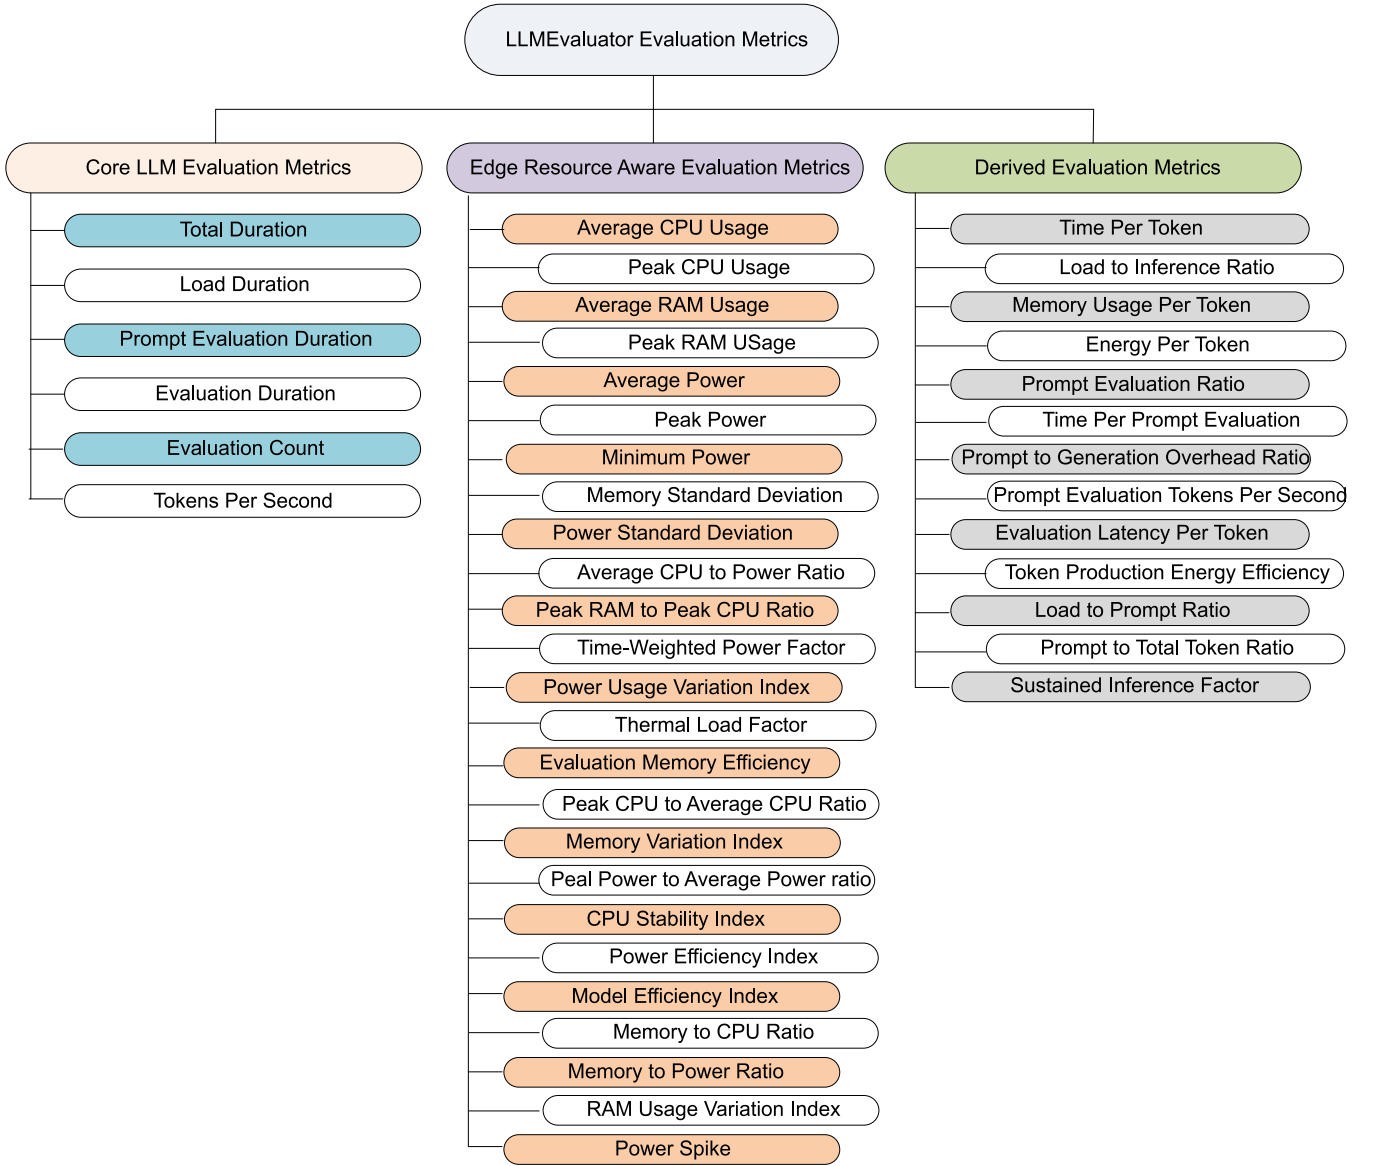 LLMEvaluator Evaluation Metrics
Core LLM Evaluation Metrics
Total Duration
Load Duration
Prompt Evaluation Duration
Evaluation Duration
Evaluation Count
Tokens Per Second
Edge Resource Aware Evaluation Metrics
Average CPU Usage
Peak CPU Usage
Average RAM Usage
Peak RAM USage
Average Power
Peak Power
Minimum Power
Memory Standard Deviation
Power Standard Deviation
Average CPU to Power Ratio
Peak RAM to Peak CPU Ratio
Time-Weighted Power Factor
Power Usage Variation Index
Thermal Load Factor
Evaluation Memory Efficiency
Peak CPU to Average CPU Ratio
Memory Variation Index
Peal Power to Average Power ratio
CPU Stability Index
Power Efficiency Index
Model Efficiency Index
Memory to CPU Ratio
Memory to Power Ratio
RAM Usage Variation Index
Power Spike
Derived Evaluation Metrics
Time Per Token
Load to Inference Ratio
Memory Usage Per Token
Energy Per Token
Prompt Evaluation Ratio
Time Per Prompt Evaluation
Prompt to Generation Overhead Ratio
Prompt Evaluation Tokens Per Second
Evaluation Latency Per Token
Token Production Energy Efficiency
Load to Prompt Ratio
Prompt to Total Token Ratio
Sustained Inference Factor